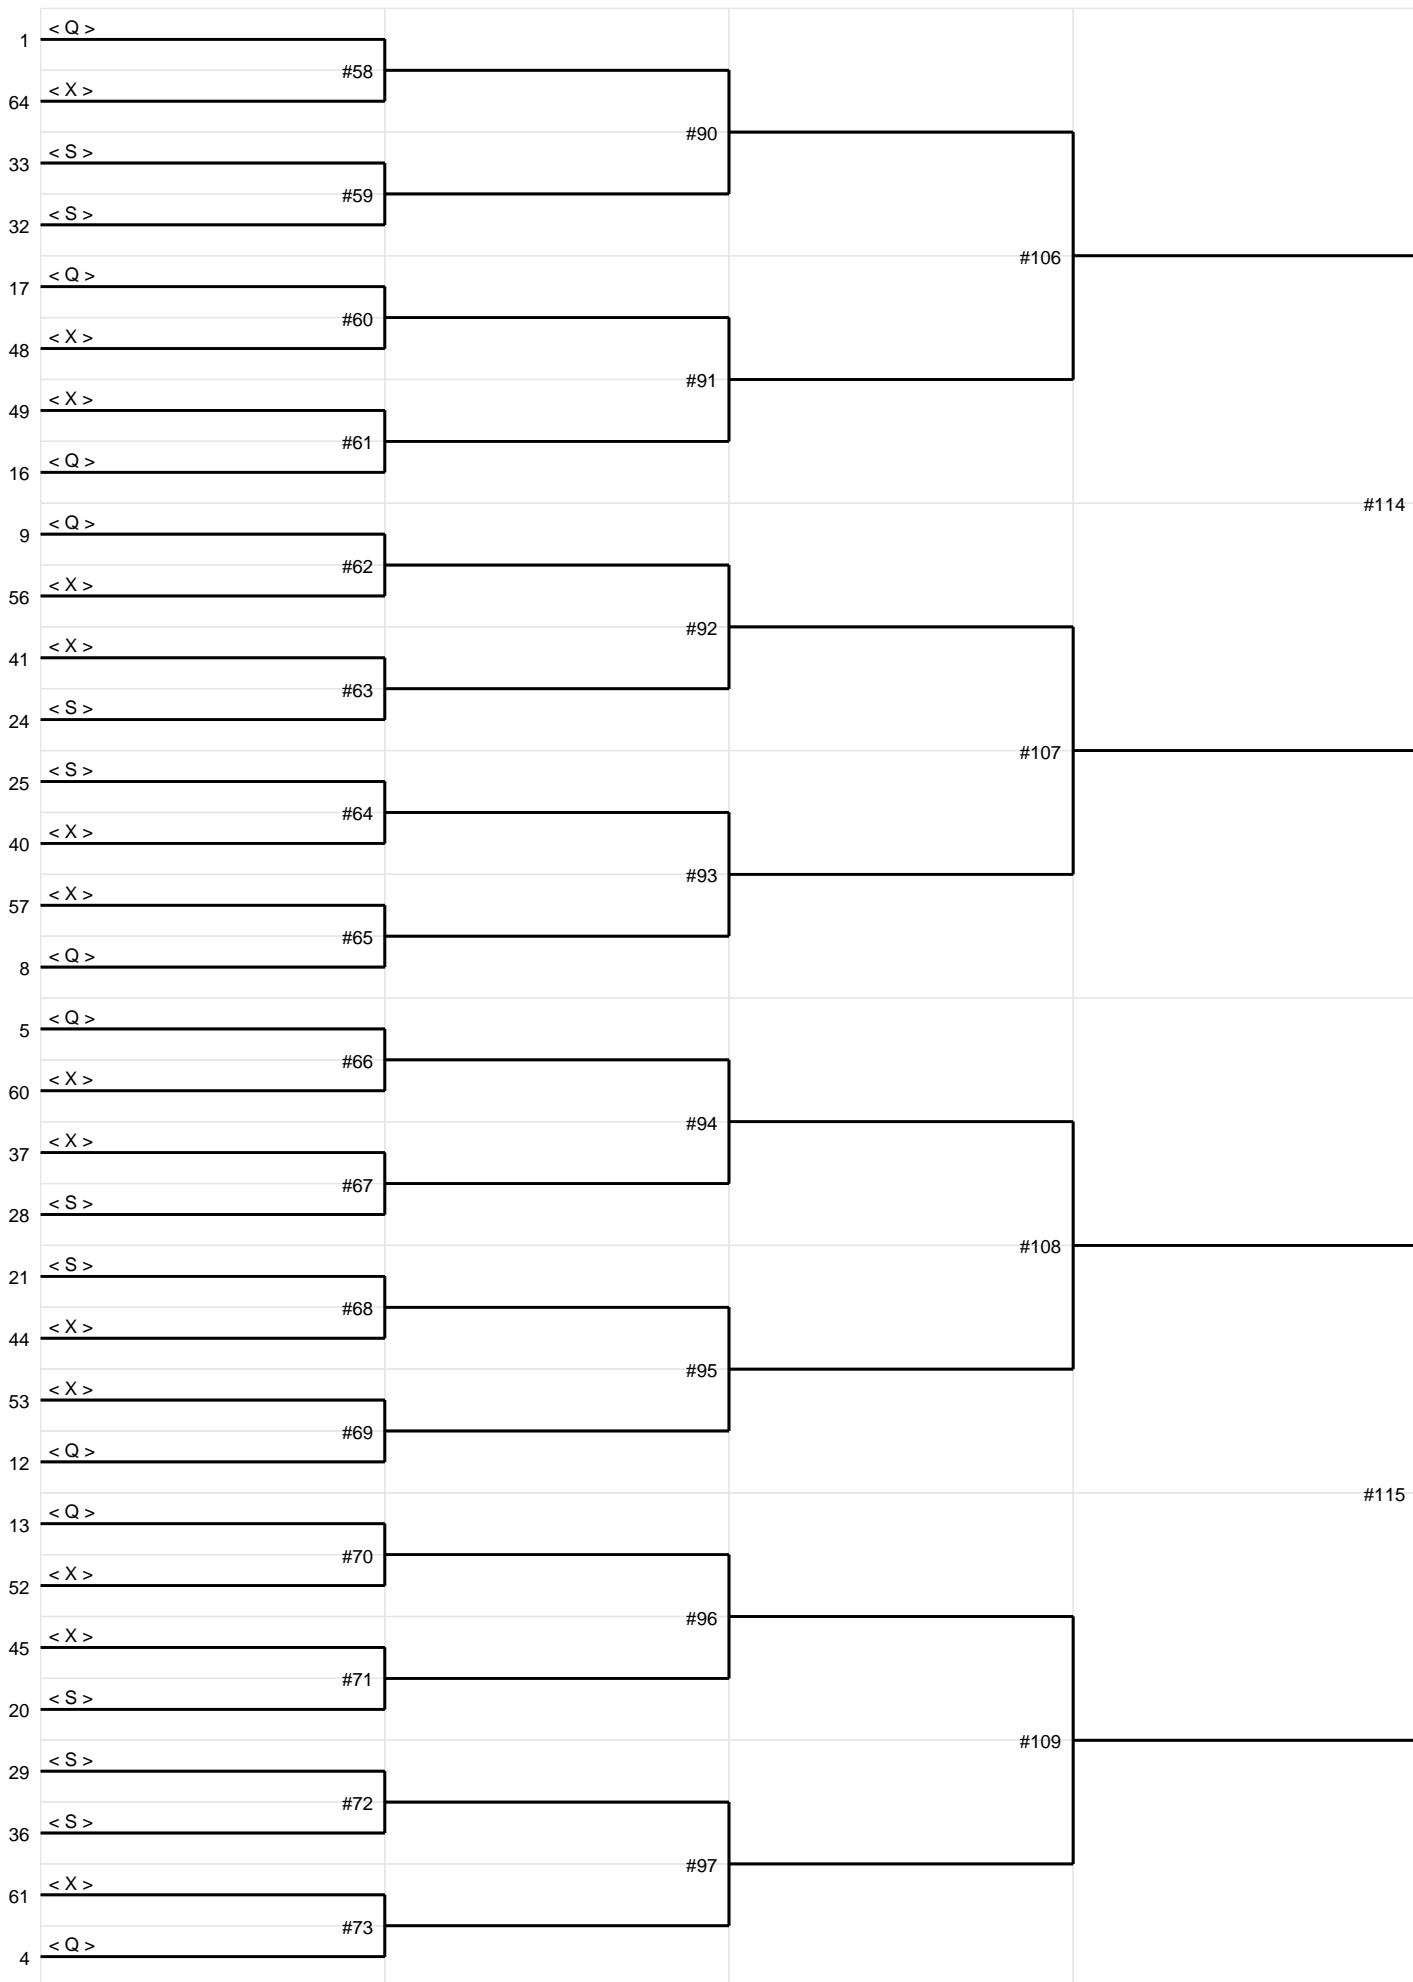 < Q >
1
#58
< X >
64
#90
< S >
33
#59
< S >
32
#106
< Q >
17
#60
< X >
48
#91
< X >
49
#61
< Q >
16
#114
< Q >
9
#62
< X >
56
#92
< X >
41
#63
< S >
24
#107
< S >
25
#64
< X >
40
#93
< X >
57
#65
< Q >
8
< Q >
5
#66
< X >
60
#94
< X >
37
#67
< S >
28
#108
< S >
21
#68
< X >
44
#95
< X >
53
#69
< Q >
12
#115
< Q >
13
#70
< X >
52
#96
< X >
45
#71
< S >
20
#109
< S >
29
#72
< S >
36
#97
< X >
61
#73
< Q >
4